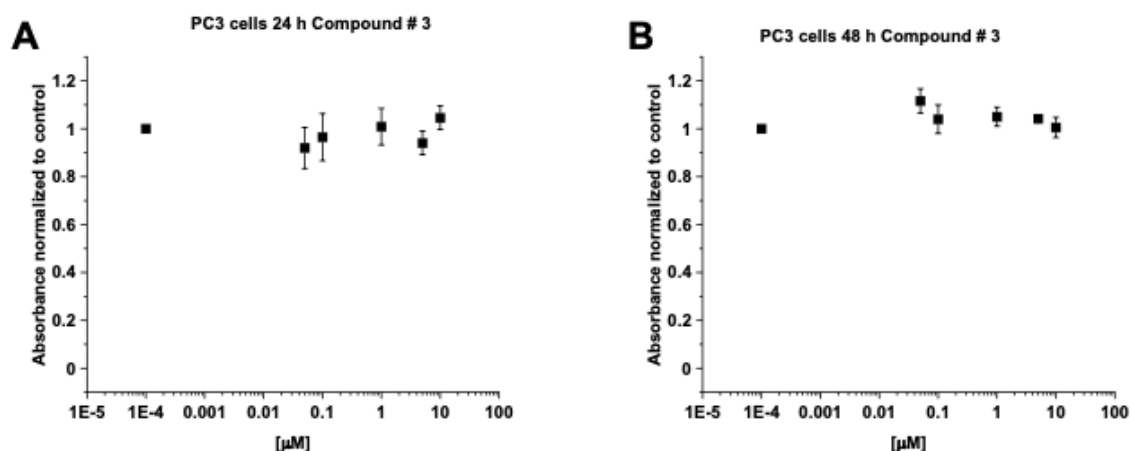 A
PC3 cells 24 h Compound # 3
Absorbance normalized to control
1.2
1
0.8
0.6
0.4
0.2
0
1E-5 1E-4 0.001 0.01 0.1 1 10 100
[µM]
B
PC3 cells 48 h Compound # 3
Absorbance normalized to control
1.2
1
0.8
0.6
0.4
0.2
0
1E-5 1E-4 0.001 0.01 0.1 1 10 100
[µM]